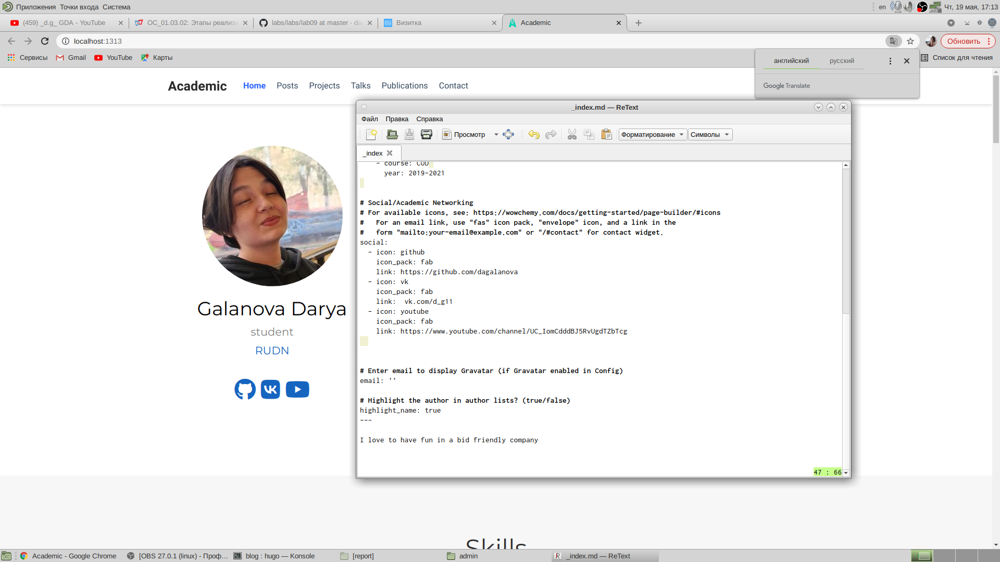 Приложения Точки входа Система
en Чт, 19 мая, 17:13
(459) _d.g_ GDA - YouTube
ОС_01.03.02: Этапы реализа
labs/labs/lab09 at master · da
Визитка
Academic
localhost:1313
Обновить
Сервисы Gmail YouTube Карты
Список для чтения
английский русский
Google Translate
Academic Home Posts Projects Talks Publications Contact
Galanova Darya
student
RUDN
_index.md — ReText
Файл Правка Справка
Просмотр Форматирование Символы
_index
- course: COD
year: 2019-2021
# Social/Academic Networking
# For available icons, see: https://wowchemy.com/docs/getting-started/page-builder/#icons
#   For an email link, use "fas" icon pack, "envelope" icon, and a link in the
#   form "mailto:your-email@example.com" or "/#contact" for contact widget.
social:
- icon: github
icon_pack: fab
link: https://github.com/dagalanova
- icon: vk
icon_pack: fab
link:  vk.com/d_g11
- icon: youtube
icon_pack: fab
link: https://www.youtube.com/channel/UC_IomCdddBJ5RvUgdTZbTcg
# Enter email to display Gravatar (if Gravatar enabled in Config)
email: ''
# Highlight the author in author lists? (true/false)
highlight_name: true
---
I love to have fun in a bid friendly company
47 : 66
Skills
Academic - Google Chrome
[OBS 27.0.1 (linux) - Проф...
blog : hugo — Konsole
[report]
admin
_index.md — ReText